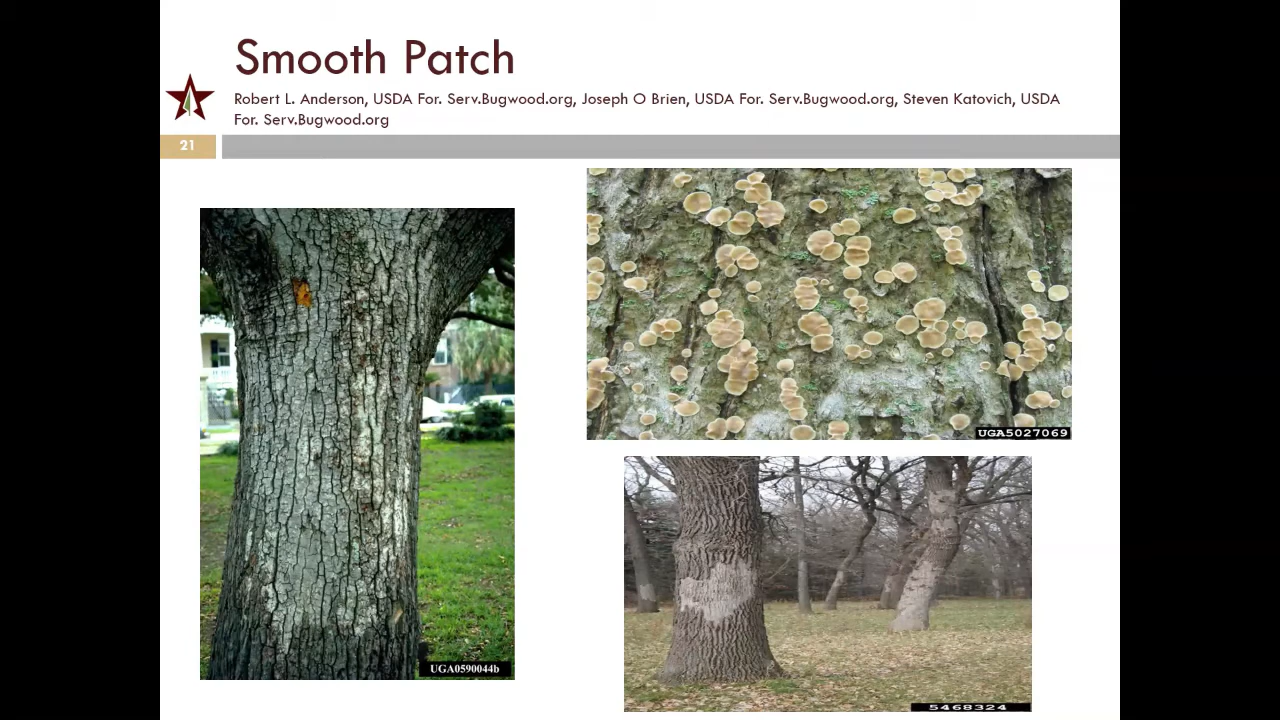 Smooth Patch
Robert L. Anderson, USDA For. Serv.Bugwood.org, Joseph O Brien, USDA For. Serv.Bugwood.org, Steven Katovich, USDA
For. Serv.Bugwood.org
21
UGA5027069
UGA0590044b
5468324